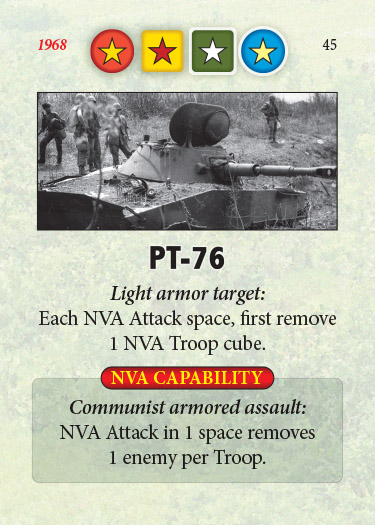 1968 45
PT-76
Light armor target:
Each NVA Attack space, first remove
1 NVA Troop cube.
NVA CAPABILITY
Communist armored assault:
NVA Attack in 1 space removes
1 enemy per Troop.